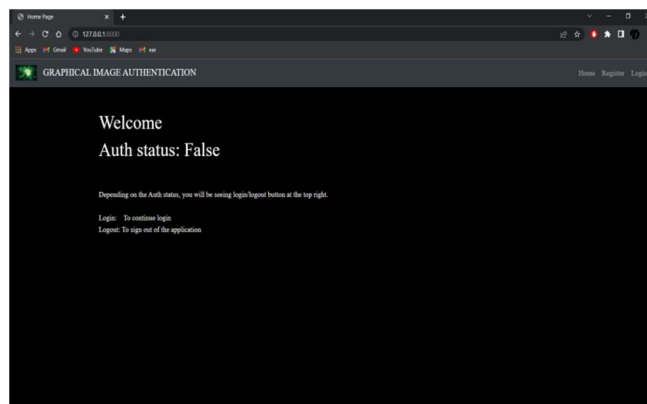 Home Page
127.0.0.1:8000
Apps Gmail YouTube Maps eer
GRAPHICAL IMAGE AUTHENTICATION
Home Register Login
Welcome
Auth status: False
Depending on the Auth status, you will be seeing login/logout button at the top right.
Login: To continue login
Logout: To sign out of the application